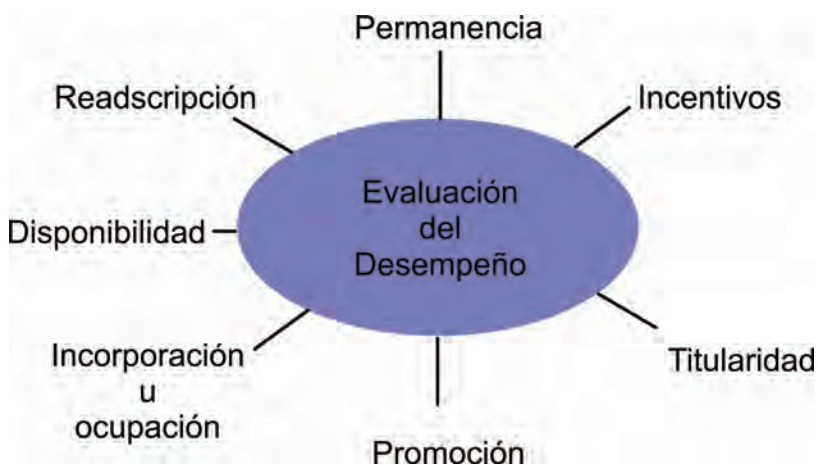 Permanencia
Readscripción
Incentivos
Evaluación
del
Desempeño
Disponibilidad
Incorporación
u
ocupación
Titularidad
Promoción